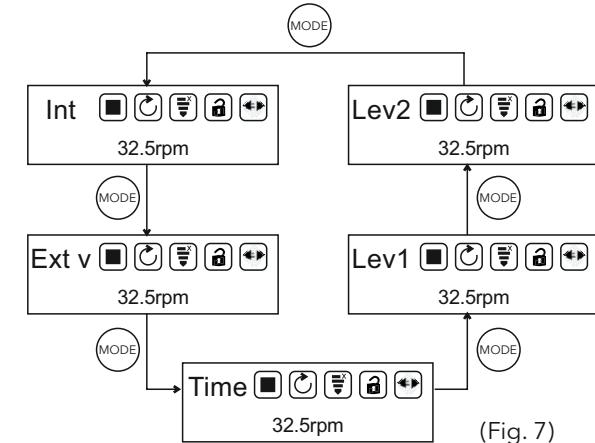 MODE
Int
32.5rpm
Lev2
32.5rpm
MODE
MODE
Ext v
32.5rpm
Lev1
32.5rpm
MODE
MODE
Time
32.5rpm
(Fig. 7)